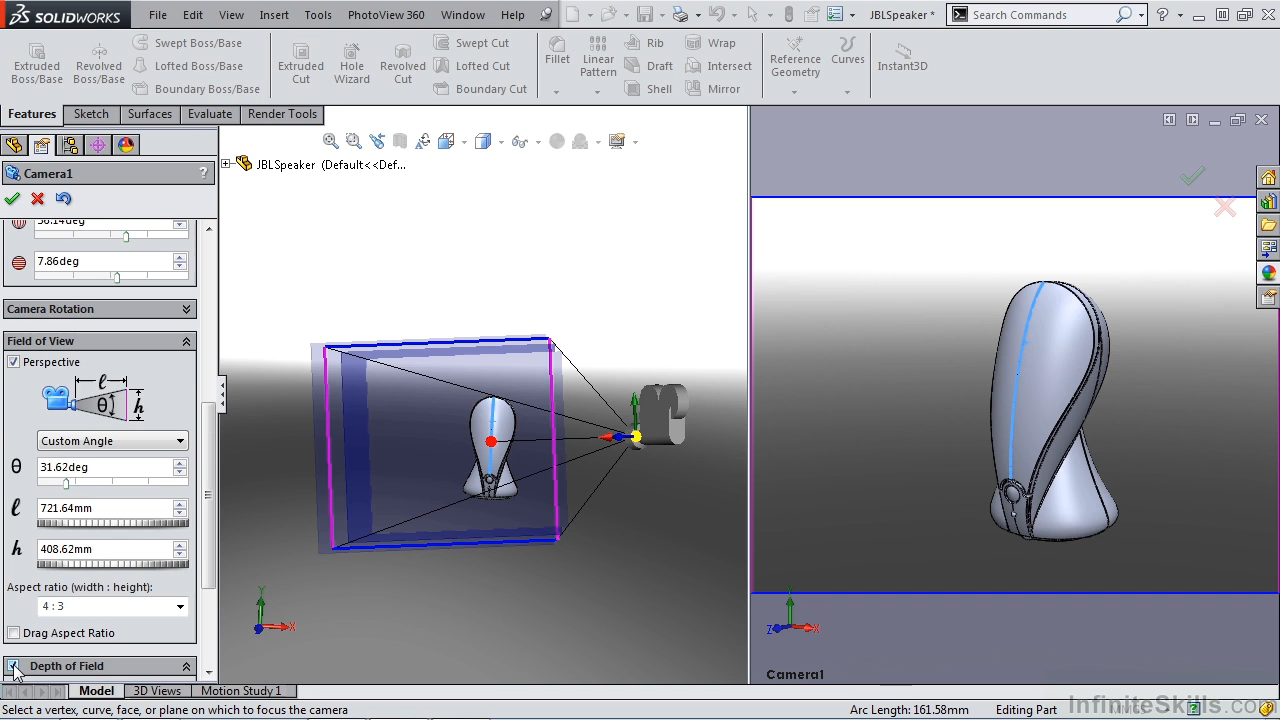 SOLIDWORKS File Edit View Insert Tools PhotoView 360 Window Help JBLSpeaker * Search Commands
Extruded Boss/Base
Revolved Boss/Base
Swept Boss/Base
Lofted Boss/Base
Boundary Boss/Base
Extruded Cut
Hole Wizard
Revolved Cut
Swept Cut
Lofted Cut
Boundary Cut
Fillet
Linear Pattern
Rib
Draft
Shell
Wrap
Intersect
Mirror
Reference Geometry
Curves
Instant3D
Features Sketch Surfaces Evaluate Render Tools
JBLSpeaker (Default<<Def...
Camera1 ?
7.86deg
Camera Rotation
Field of View
Perspective
ℓ
θ h
Custom Angle
θ 31.62deg
ℓ 721.64mm
h 408.62mm
Aspect ratio (width : height):
4 : 3
Drag Aspect Ratio
Depth of Field
Y
X
Z X
Camera1
Model 3D Views Motion Study 1
Select a vertex, curve, face, or plane on which to focus the camera Arc Length: 161.58mm Editing Part
InfiniteSkills.com